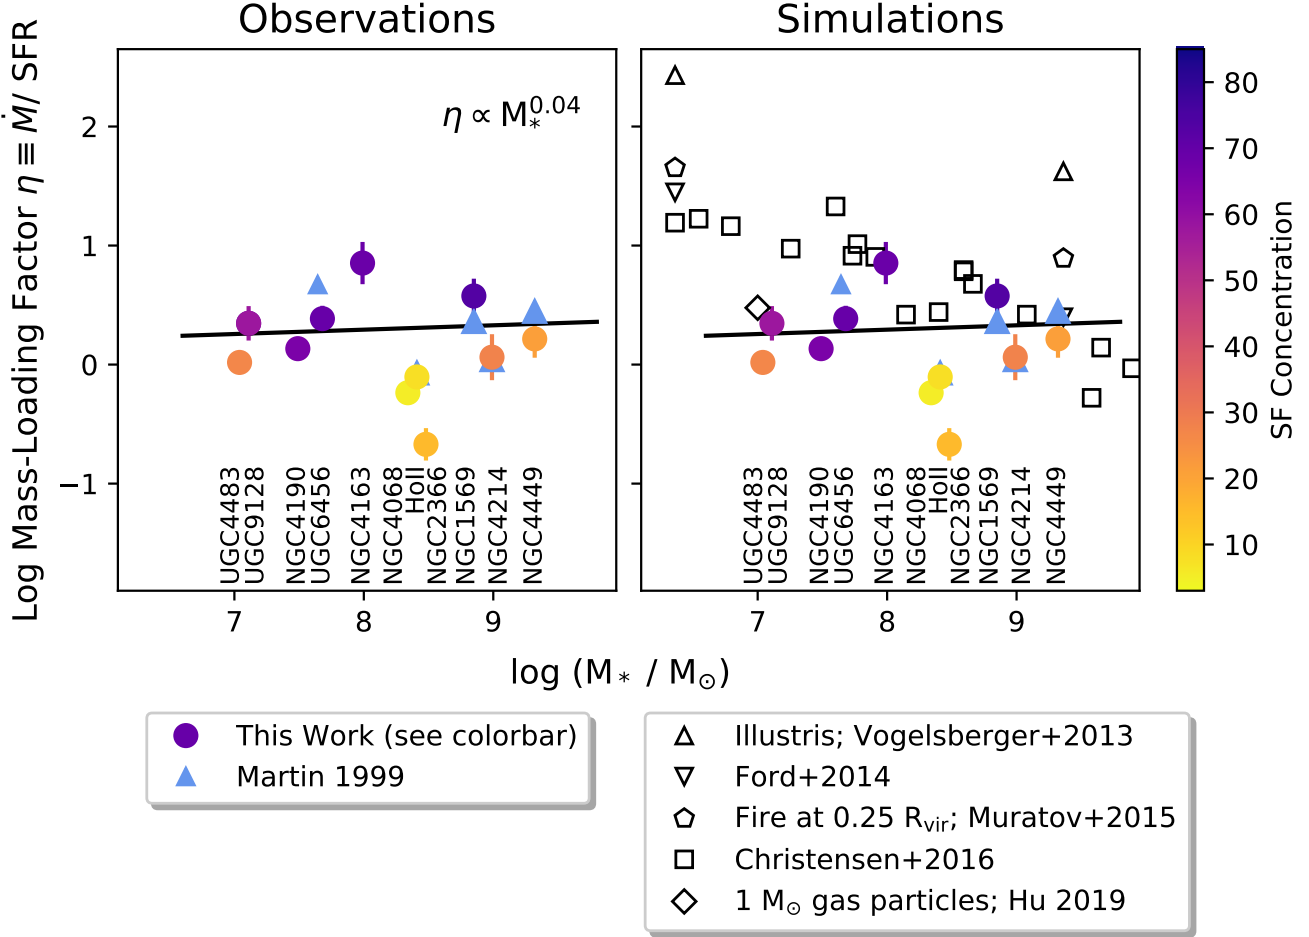 Observations
Simulations
Log Mass-Loading Factor η ≡ Ṁ/ SFR
η ∝ M*^0.04
2
1
0
−1
UGC4483
UGC9128
NGC4190
UGC6456
NGC4163
NGC4068
HoII
NGC2366
NGC1569
NGC4214
NGC4449
UGC4483
UGC9128
NGC4190
UGC6456
NGC4163
NGC4068
HoII
NGC2366
NGC1569
NGC4214
NGC4449
7 8 9
7 8 9
80
70
60
50
40
30
20
10
SF Concentration
log (M* / M⊙)
This Work (see colorbar)
Martin 1999
Illustris; Vogelsberger+2013
Ford+2014
Fire at 0.25 Rvir; Muratov+2015
Christensen+2016
1 M⊙ gas particles; Hu 2019